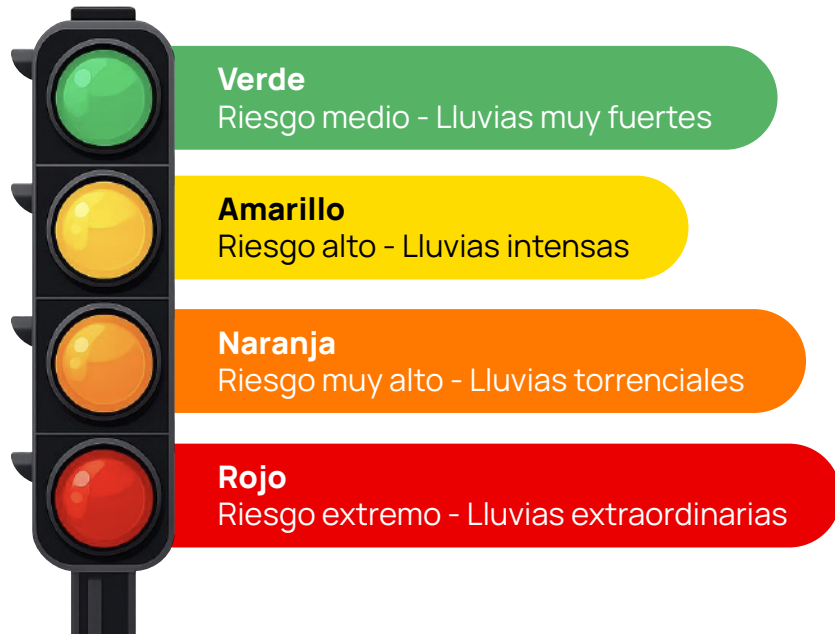 Verde
Riesgo medio - Lluvias muy fuertes
Amarillo
Riesgo alto - Lluvias intensas
Naranja
Riesgo muy alto - Lluvias torrenciales
Rojo
Riesgo extremo - Lluvias extraordinarias